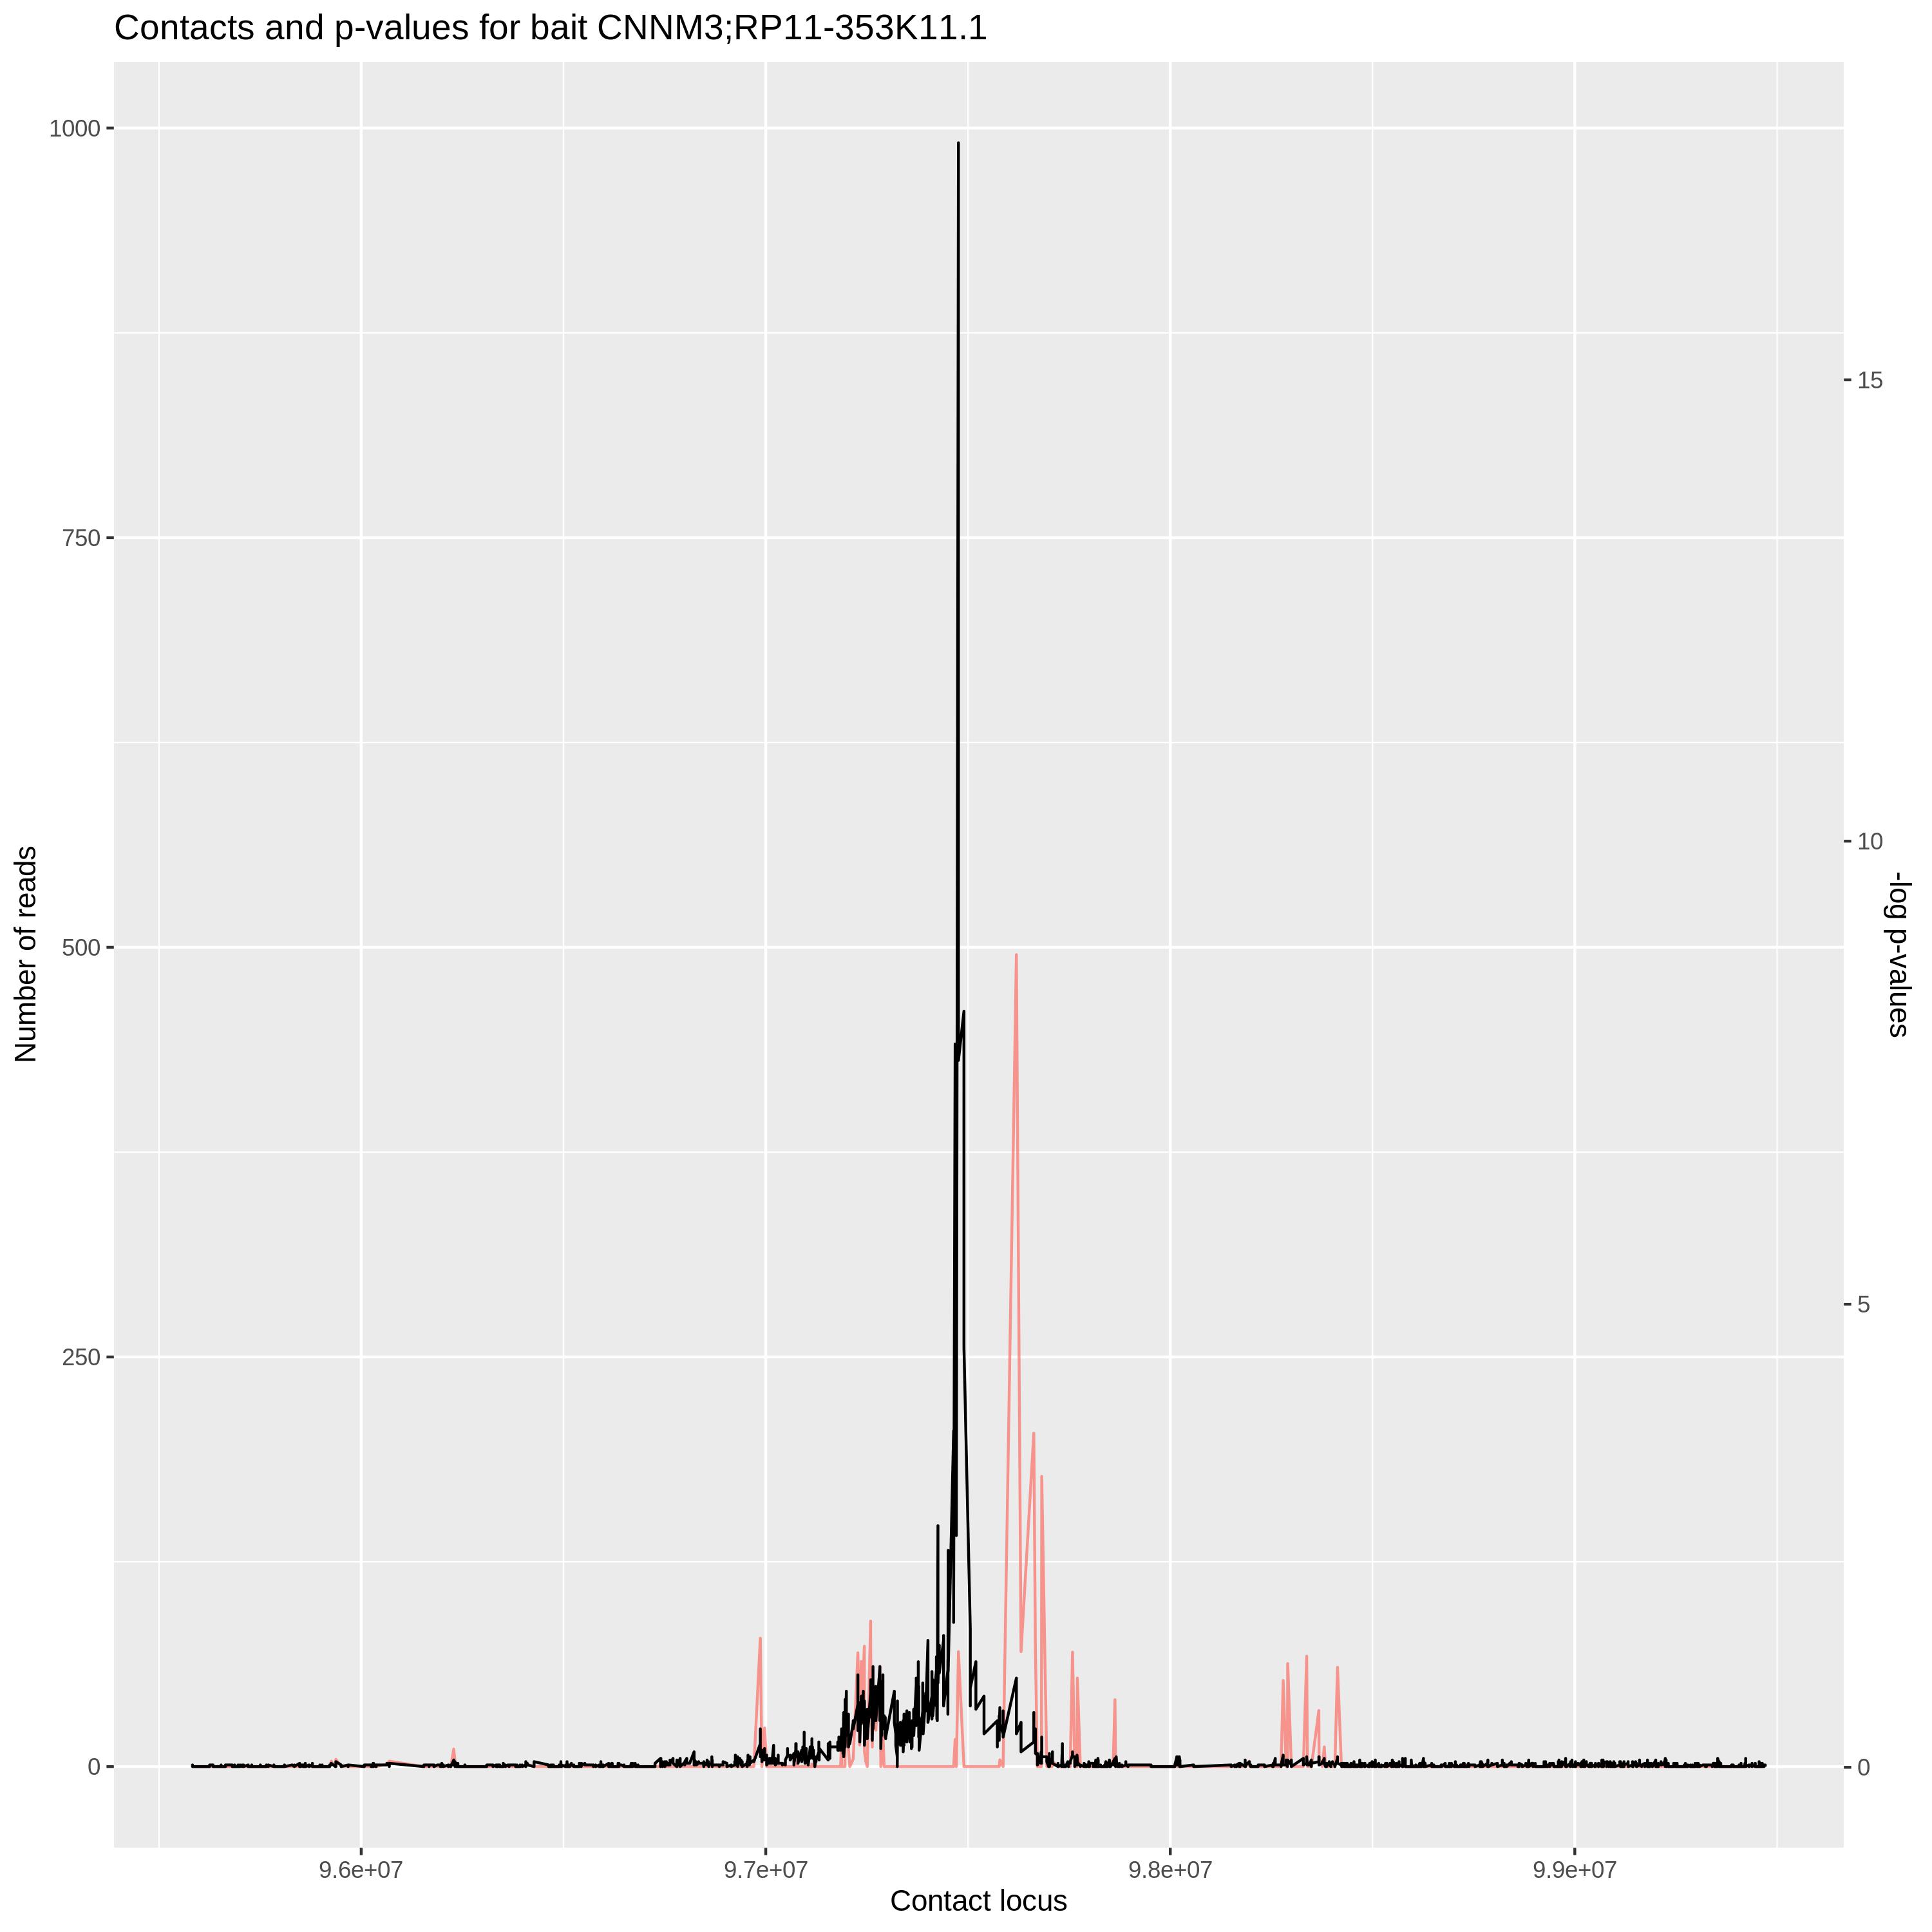 Contacts and p-values for bait CNNM3;RP11-353K11.1
1000
750
500
250
0
Number of reads
15
10
5
0
-log p-values
9.6e+07
9.7e+07
9.8e+07
9.9e+07
Contact locus